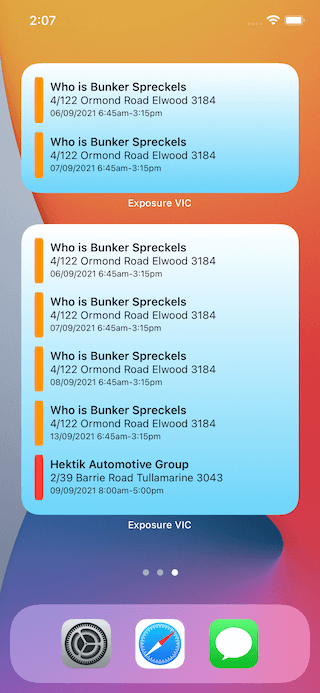 2:07
Who is Bunker Spreckels
4/122 Ormond Road Elwood 3184
06/09/2021 6:45am-3:15pm
Who is Bunker Spreckels
4/122 Ormond Road Elwood 3184
07/09/2021 6:45am-3:15pm
Exposure VIC
Who is Bunker Spreckels
4/122 Ormond Road Elwood 3184
06/09/2021 6:45am-3:15pm
Who is Bunker Spreckels
4/122 Ormond Road Elwood 3184
07/09/2021 6:45am-3:15pm
Who is Bunker Spreckels
4/122 Ormond Road Elwood 3184
08/09/2021 6:45am-3:15pm
Who is Bunker Spreckels
4/122 Ormond Road Elwood 3184
13/09/2021 6:45am-3:15pm
Hektik Automotive Group
2/39 Barrie Road Tullamarine 3043
09/09/2021 8:00am-5:00pm
Exposure VIC